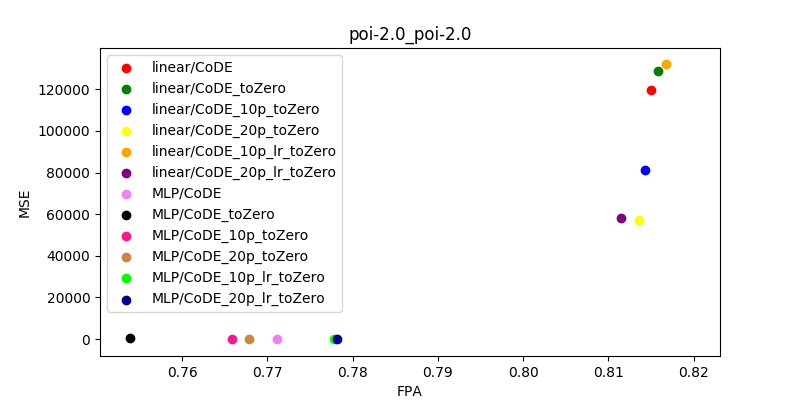 poi-2.0_poi-2.0
linear/CoDE
linear/CoDE_toZero
linear/CoDE_10p_toZero
linear/CoDE_20p_toZero
linear/CoDE_10p_lr_toZero
linear/CoDE_20p_lr_toZero
MLP/CoDE
MLP/CoDE_toZero
MLP/CoDE_10p_toZero
MLP/CoDE_20p_toZero
MLP/CoDE_10p_lr_toZero
MLP/CoDE_20p_lr_toZero
MSE
120000
100000
80000
60000
40000
20000
0
0.76 0.77 0.78 0.79 0.80 0.81 0.82
FPA